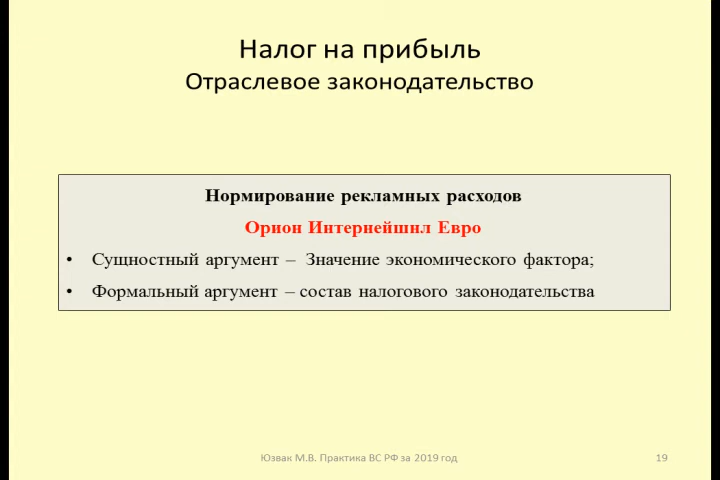 Налог на прибыль
Отраслевое законодательство
Нормирование рекламных расходов
Орион Интернейшнл Евро
• Сущностный аргумент – Значение экономического фактора;
• Формальный аргумент – состав налогового законодательства
Юзвак М.В. Практика ВС РФ за 2019 год
19